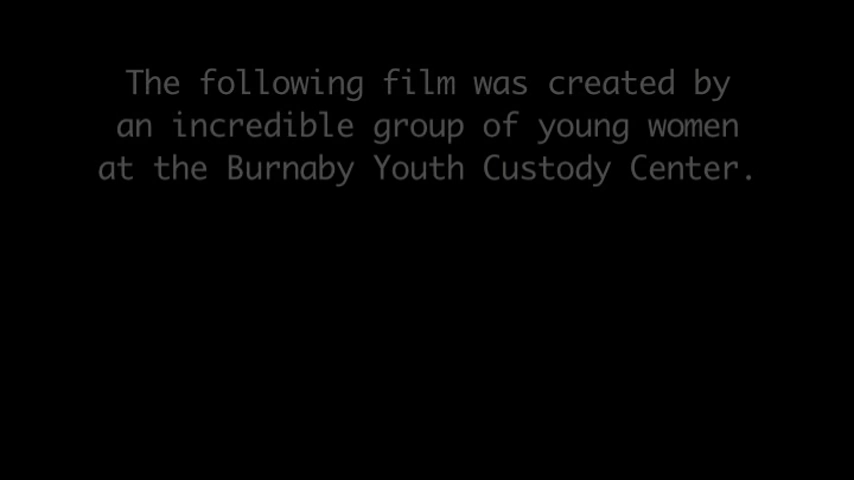 The following film was created by
an incredible group of young women
at the Burnaby Youth Custody Center.